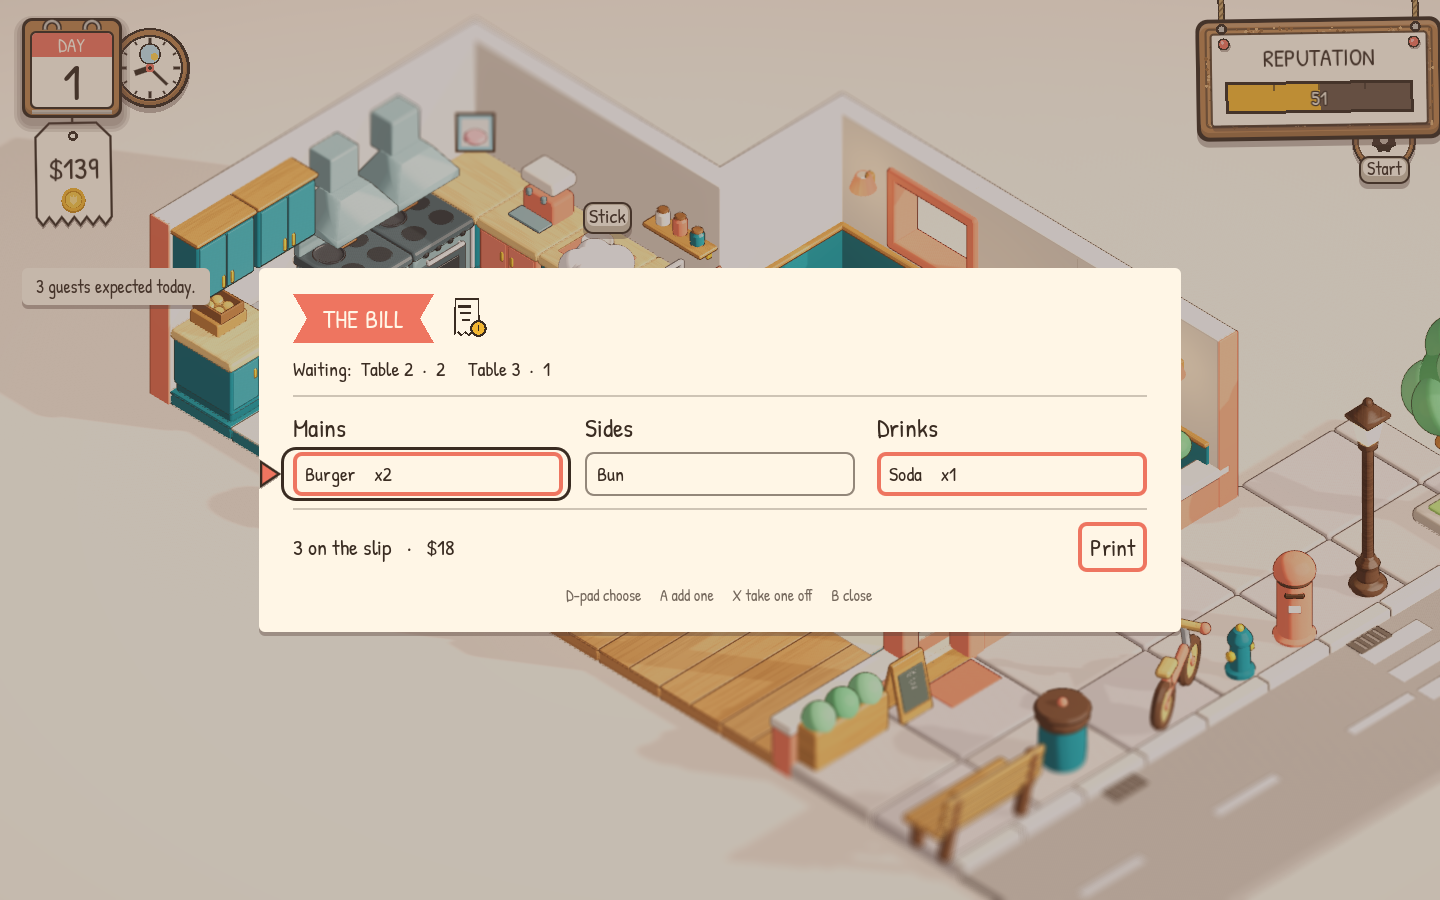 DAY
1
$139
REPUTATION
51
Start
Stick
3 guests expected today.
THE BILL
Waiting: Table 2 · 2 Table 3 · 1
Mains Sides Drinks
Burger x2 Bun Soda x1
3 on the slip · $18 Print
D-pad choose A add one X take one off B close